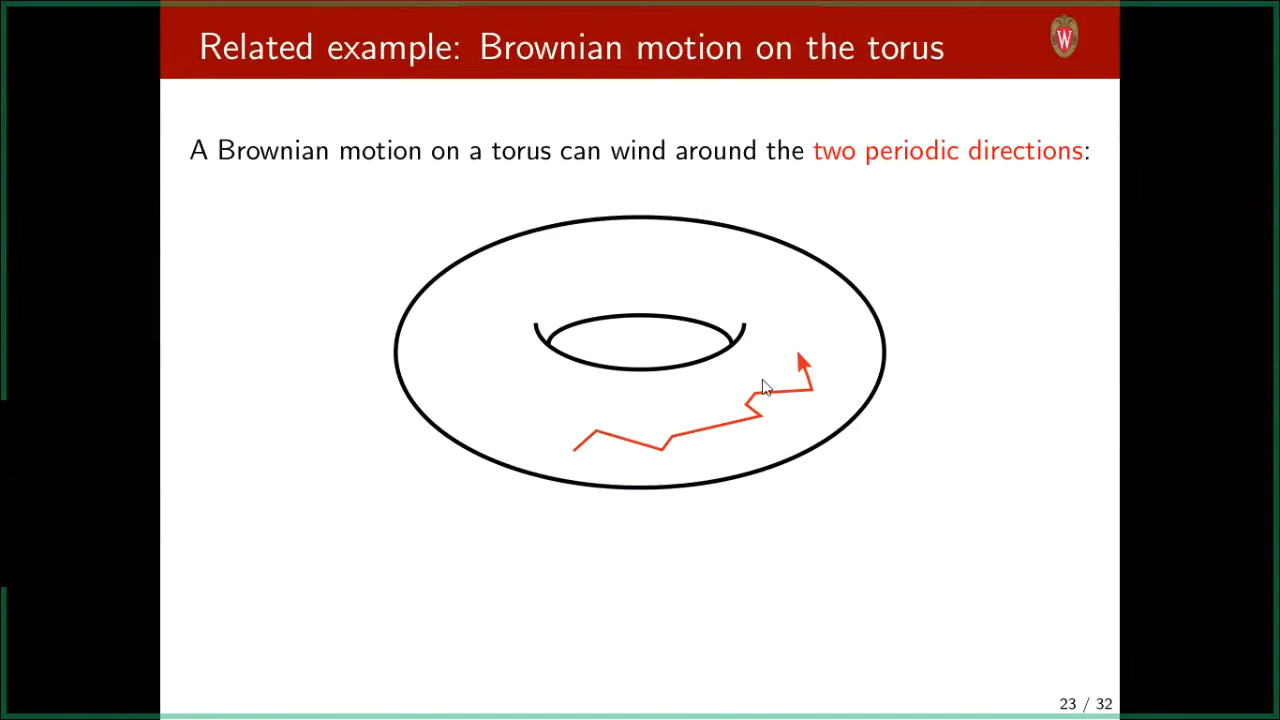 Related example: Brownian motion on the torus
W
A Brownian motion on a torus can wind around the two periodic directions:
23 / 32